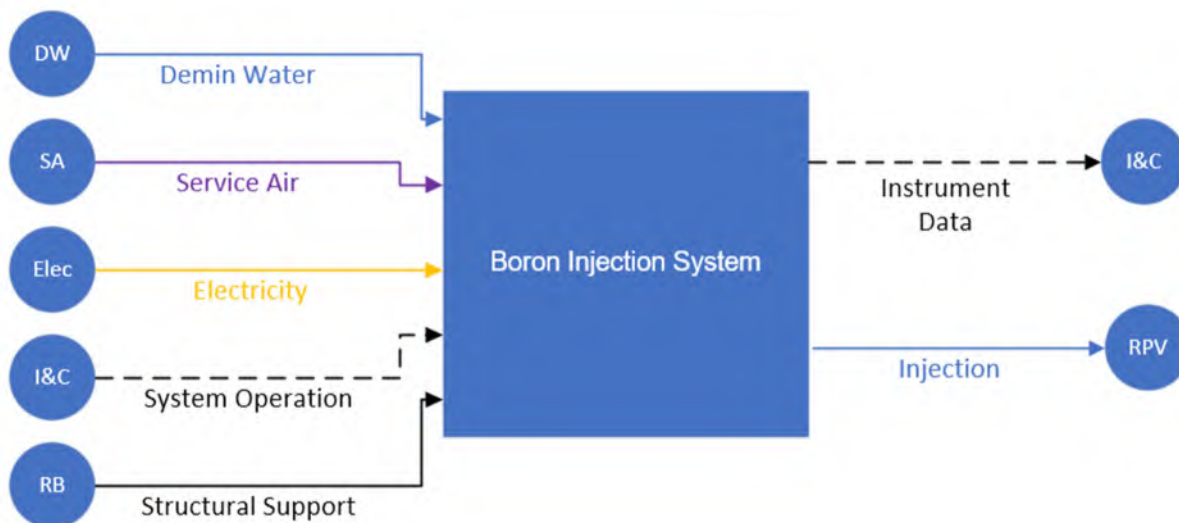 DW
Demin Water
SA
Service Air
Elec
Electricity
I&C
System Operation
RB
Structural Support
Boron Injection System
Instrument
Data
I&C
Injection
RPV